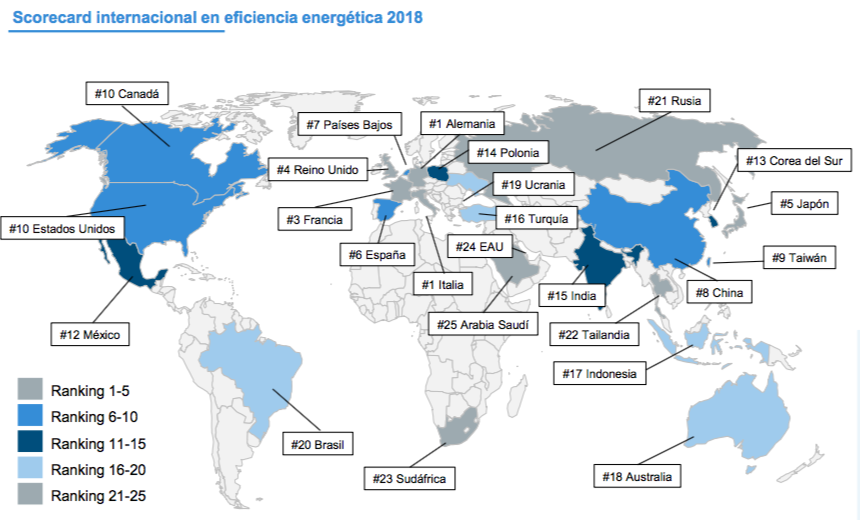 Scorecard internacional en eficiencia energética 2018
#10 Canadá
#21 Rusia
#7 Países Bajos
#1 Alemania
#14 Polonia
#13 Corea del Sur
#4 Reino Unido
#19 Ucrania
#5 Japón
#3 Francia
#16 Turquía
#10 Estados Unidos
#24 EAU
#6 España
#9 Taiwán
#1 Italia
#15 India
#8 China
#25 Arabia Saudí
#12 México
#22 Tailandia
#17 Indonesia
Ranking 1-5
Ranking 6-10
Ranking 11-15
#20 Brasil
Ranking 16-20
#23 Sudáfrica
#18 Australia
Ranking 21-25